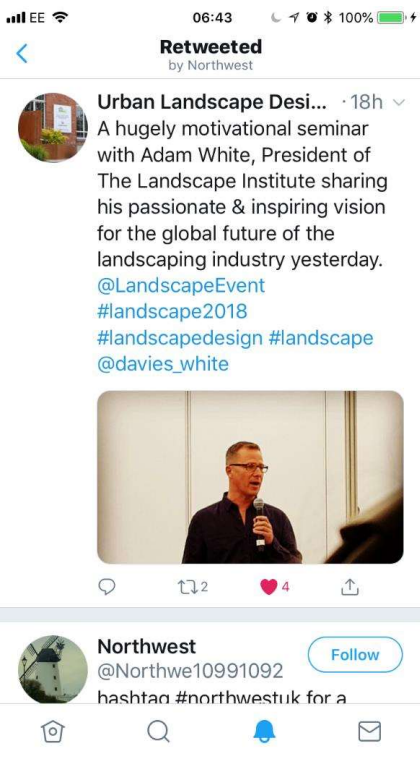 EE 06:43 100%
Retweeted
by Northwest
Urban Landscape Desi... · 18h
A hugely motivational seminar
with Adam White, President of
The Landscape Institute sharing
his passionate & inspiring vision
for the global future of the
landscaping industry yesterday.
@LandscapeEvent
#landscape2018
#landscapedesign #landscape
@davies_white
2 4
Northwest
Follow
@Northwe10991092
hashtag #northwestuk for a